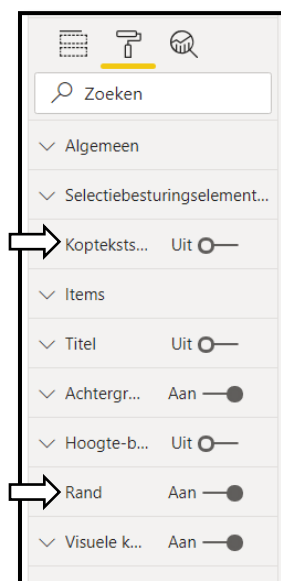 Zoeken
Algemeen
Selectiebesturingselement...
Kopteksts... Uit
Items
Titel Uit
Achtergr... Aan
Hoogte-b... Uit
Rand Aan
Visuele k... Aan